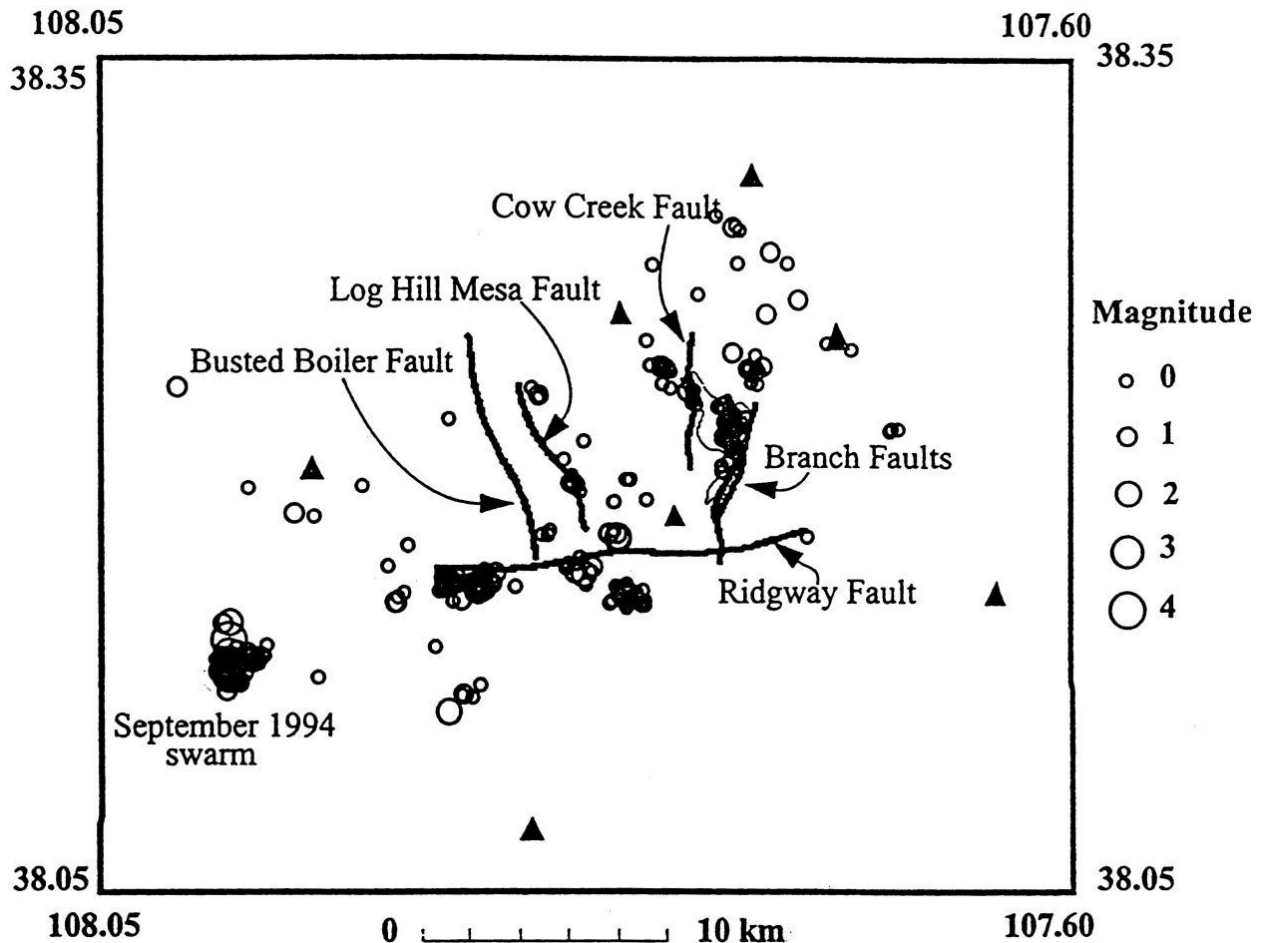 108.05
107.60
38.35
38.35
Cow Creek Fault
Log Hill Mesa Fault
Busted Boiler Fault
Magnitude
0
1
2
3
4
Branch Faults
Ridgway Fault
September 1994
swarm
38.05
38.05
108.05
0
10 km
107.60